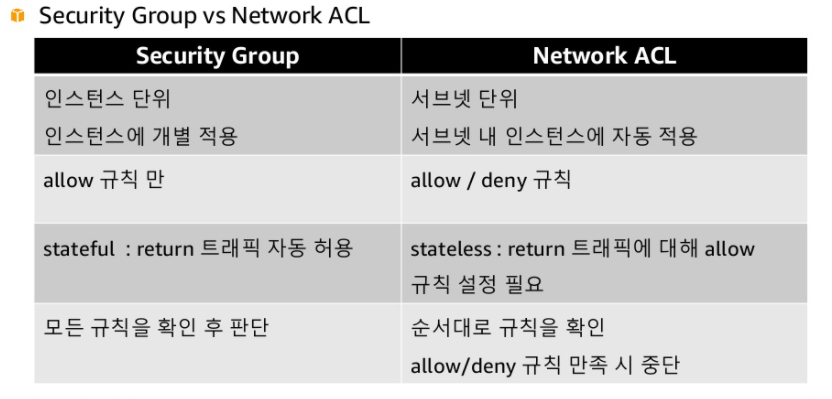 Security Group vs Network ACL
Security Group
Network ACL
인스턴스 단위
인스턴스에 개별 적용
서브넷 단위
서브넷 내 인스턴스에 자동 적용
allow 규칙 만
allow / deny 규칙
stateful : return 트래픽 자동 허용
stateless : return 트래픽에 대해 allow
규칙 설정 필요
모든 규칙을 확인 후 판단
순서대로 규칙을 확인
allow/deny 규칙 만족 시 중단